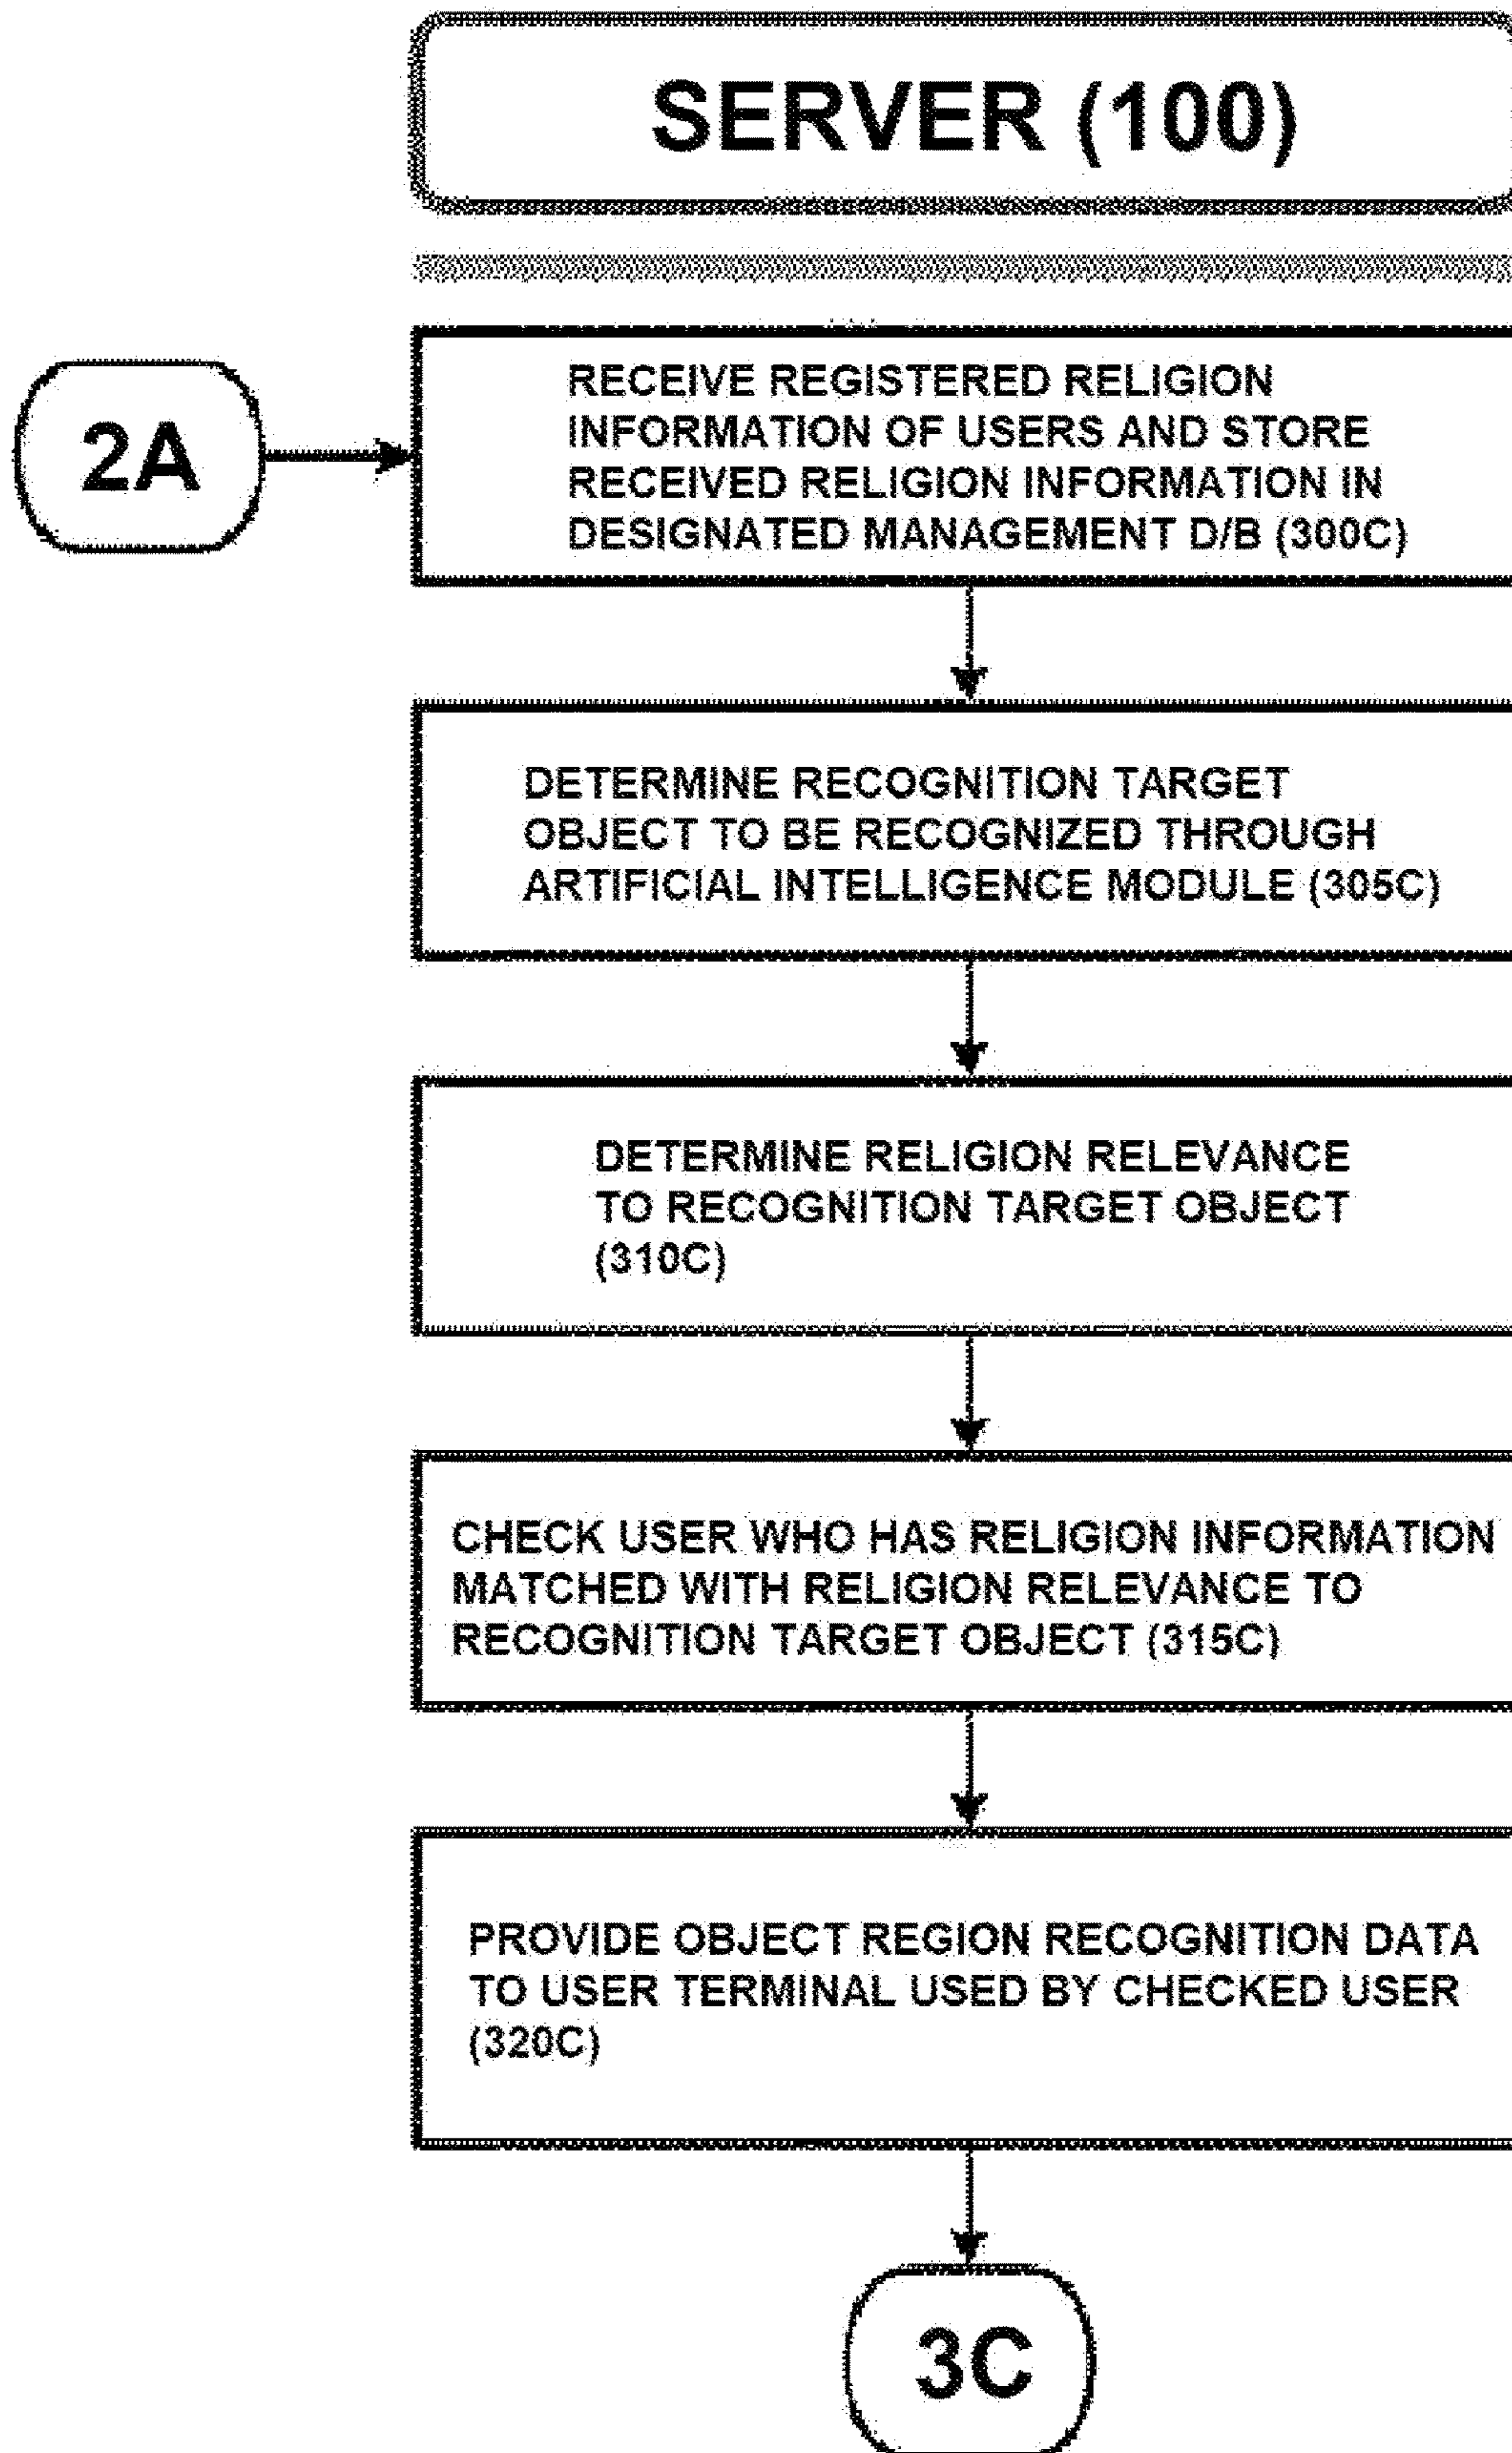 SERVER (100)
2A
RECEIVE REGISTERED RELIGION
INFORMATION OF USERS AND STORE
RECEIVED RELIGION INFORMATION IN
DESIGNATED MANAGEMENT D/B (300C)
DETERMINE RECOGNITION TARGET
OBJECT TO BE RECOGNIZED THROUGH
ARTIFICIAL INTELLIGENCE MODULE (305C)
DETERMINE RELIGION RELEVANCE
TO RECOGNITION TARGET OBJECT
(310C)
CHECK USER WHO HAS RELIGION INFORMATION
MATCHED WITH RELIGION RELEVANCE TO
RECOGNITION TARGET OBJECT (315C)
PROVIDE OBJECT REGION RECOGNITION DATA
TO USER TERMINAL USED BY CHECKED USER
(320C)
3C